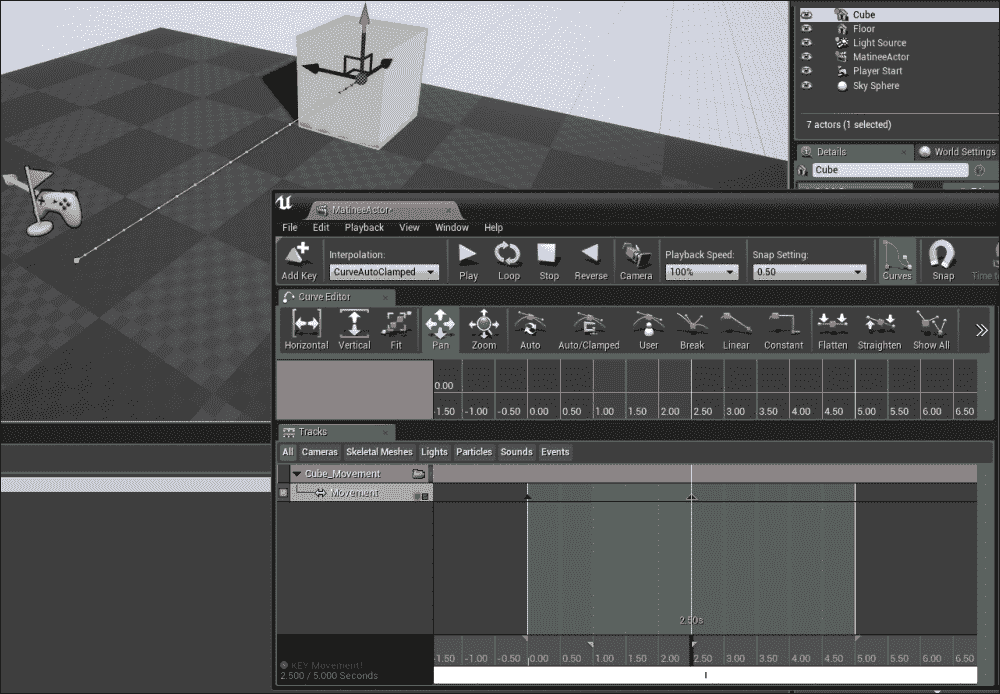 Cube
Floor
Light Source
MatineeActor
Player Start
Sky Sphere
7 actors (1 selected)
Details
World Settings
Cube
MatineeActor
File Edit Playback View Window Help
Interpolation: Playback Speed: Snap Setting:
CurveAutoClamped 100% 0.50
Add Key Play Loop Stop Reverse Camera Curves Snap
Curve Editor
Horizontal Vertical Fit Pan Zoom Auto Auto/Clamped User Break Linear Constant Flatten Straighten Show All
0.00
-1.50 -1.00 -0.50 0.00 0.50 1.00 1.50 2.00 2.50 3.00 3.50 4.00 4.50 5.00 5.50 6.00 6.50
Tracks
All Cameras Skeletal Meshes Lights Particles Sounds Events
Cube_Movement
Movement
2.50s
-1.50 -1.00 -0.50 0.00 0.50 1.00 1.50 2.00 2.50 3.00 3.50 4.00 4.50 5.00 5.50 6.00 6.50
KEY Movement!
2.500 / 5.000 Seconds